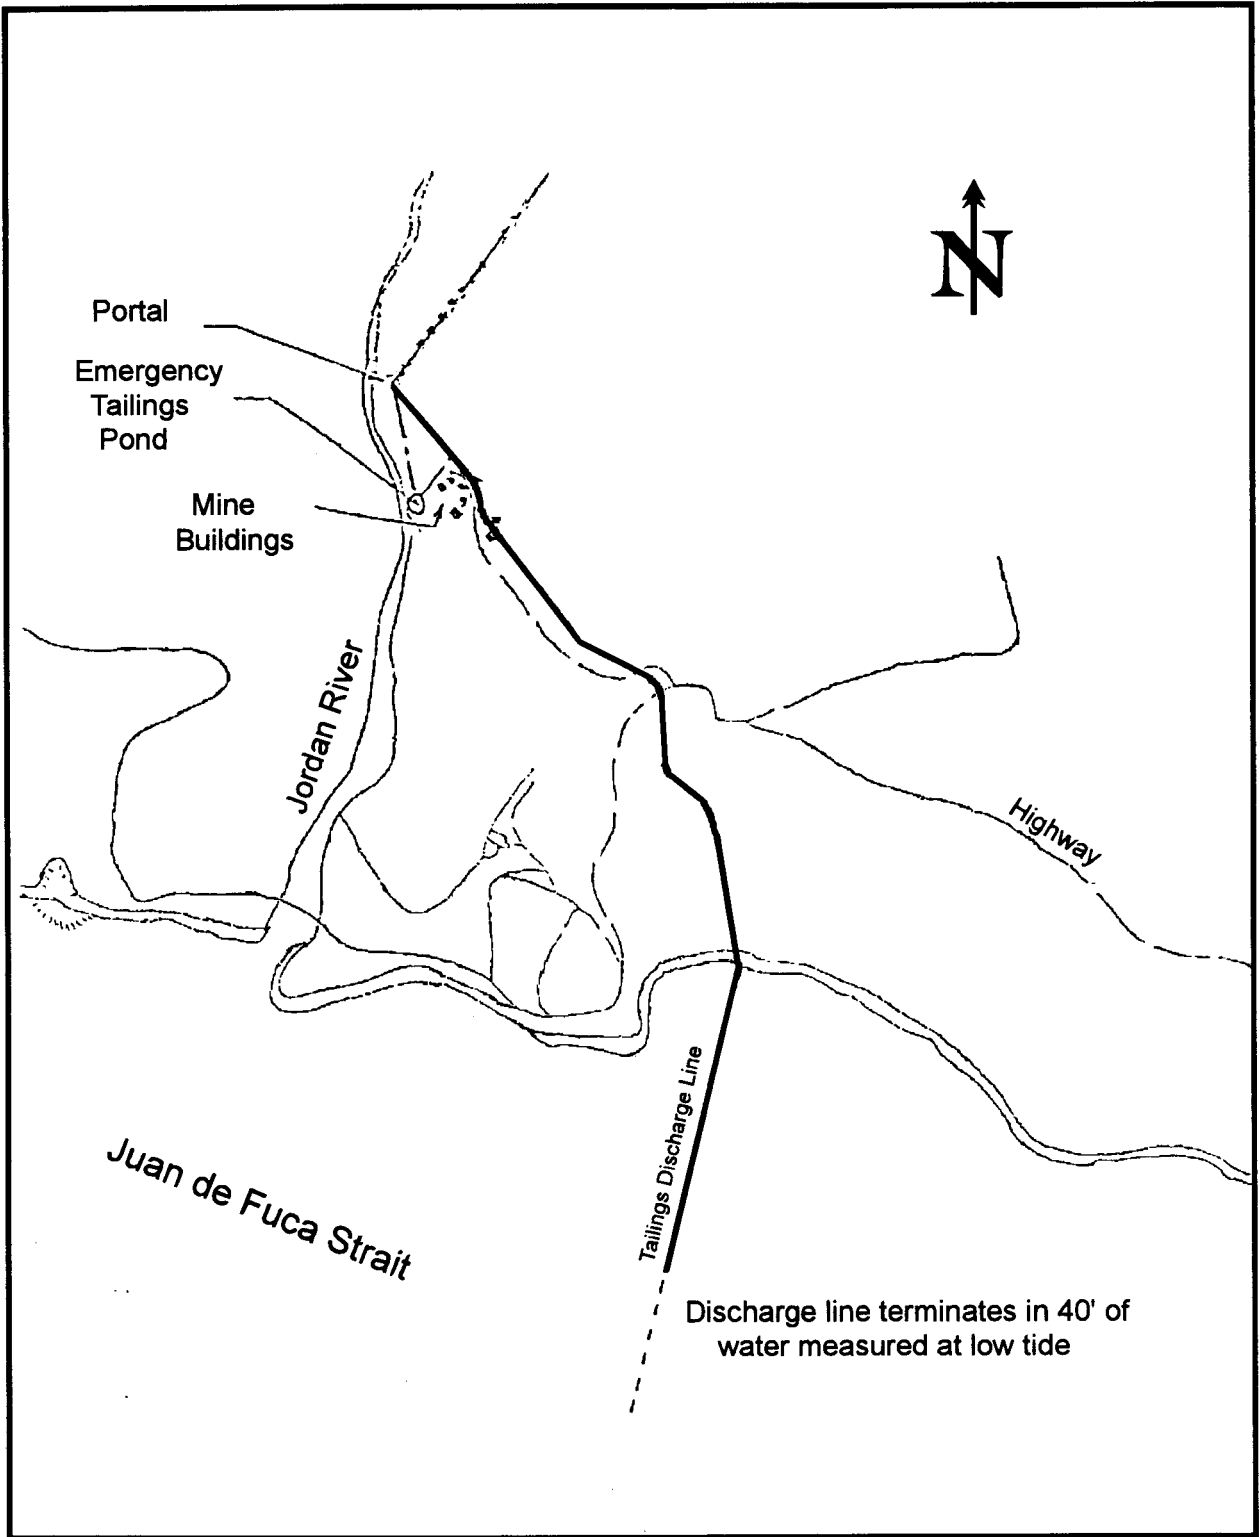 N
Portal
Emergency
Tailings
Pond
Mine
Buildings
Jordan River
Highway
Tailings Discharge Line
Juan de Fuca Strait
Discharge line terminates in 40' of
water measured at low tide